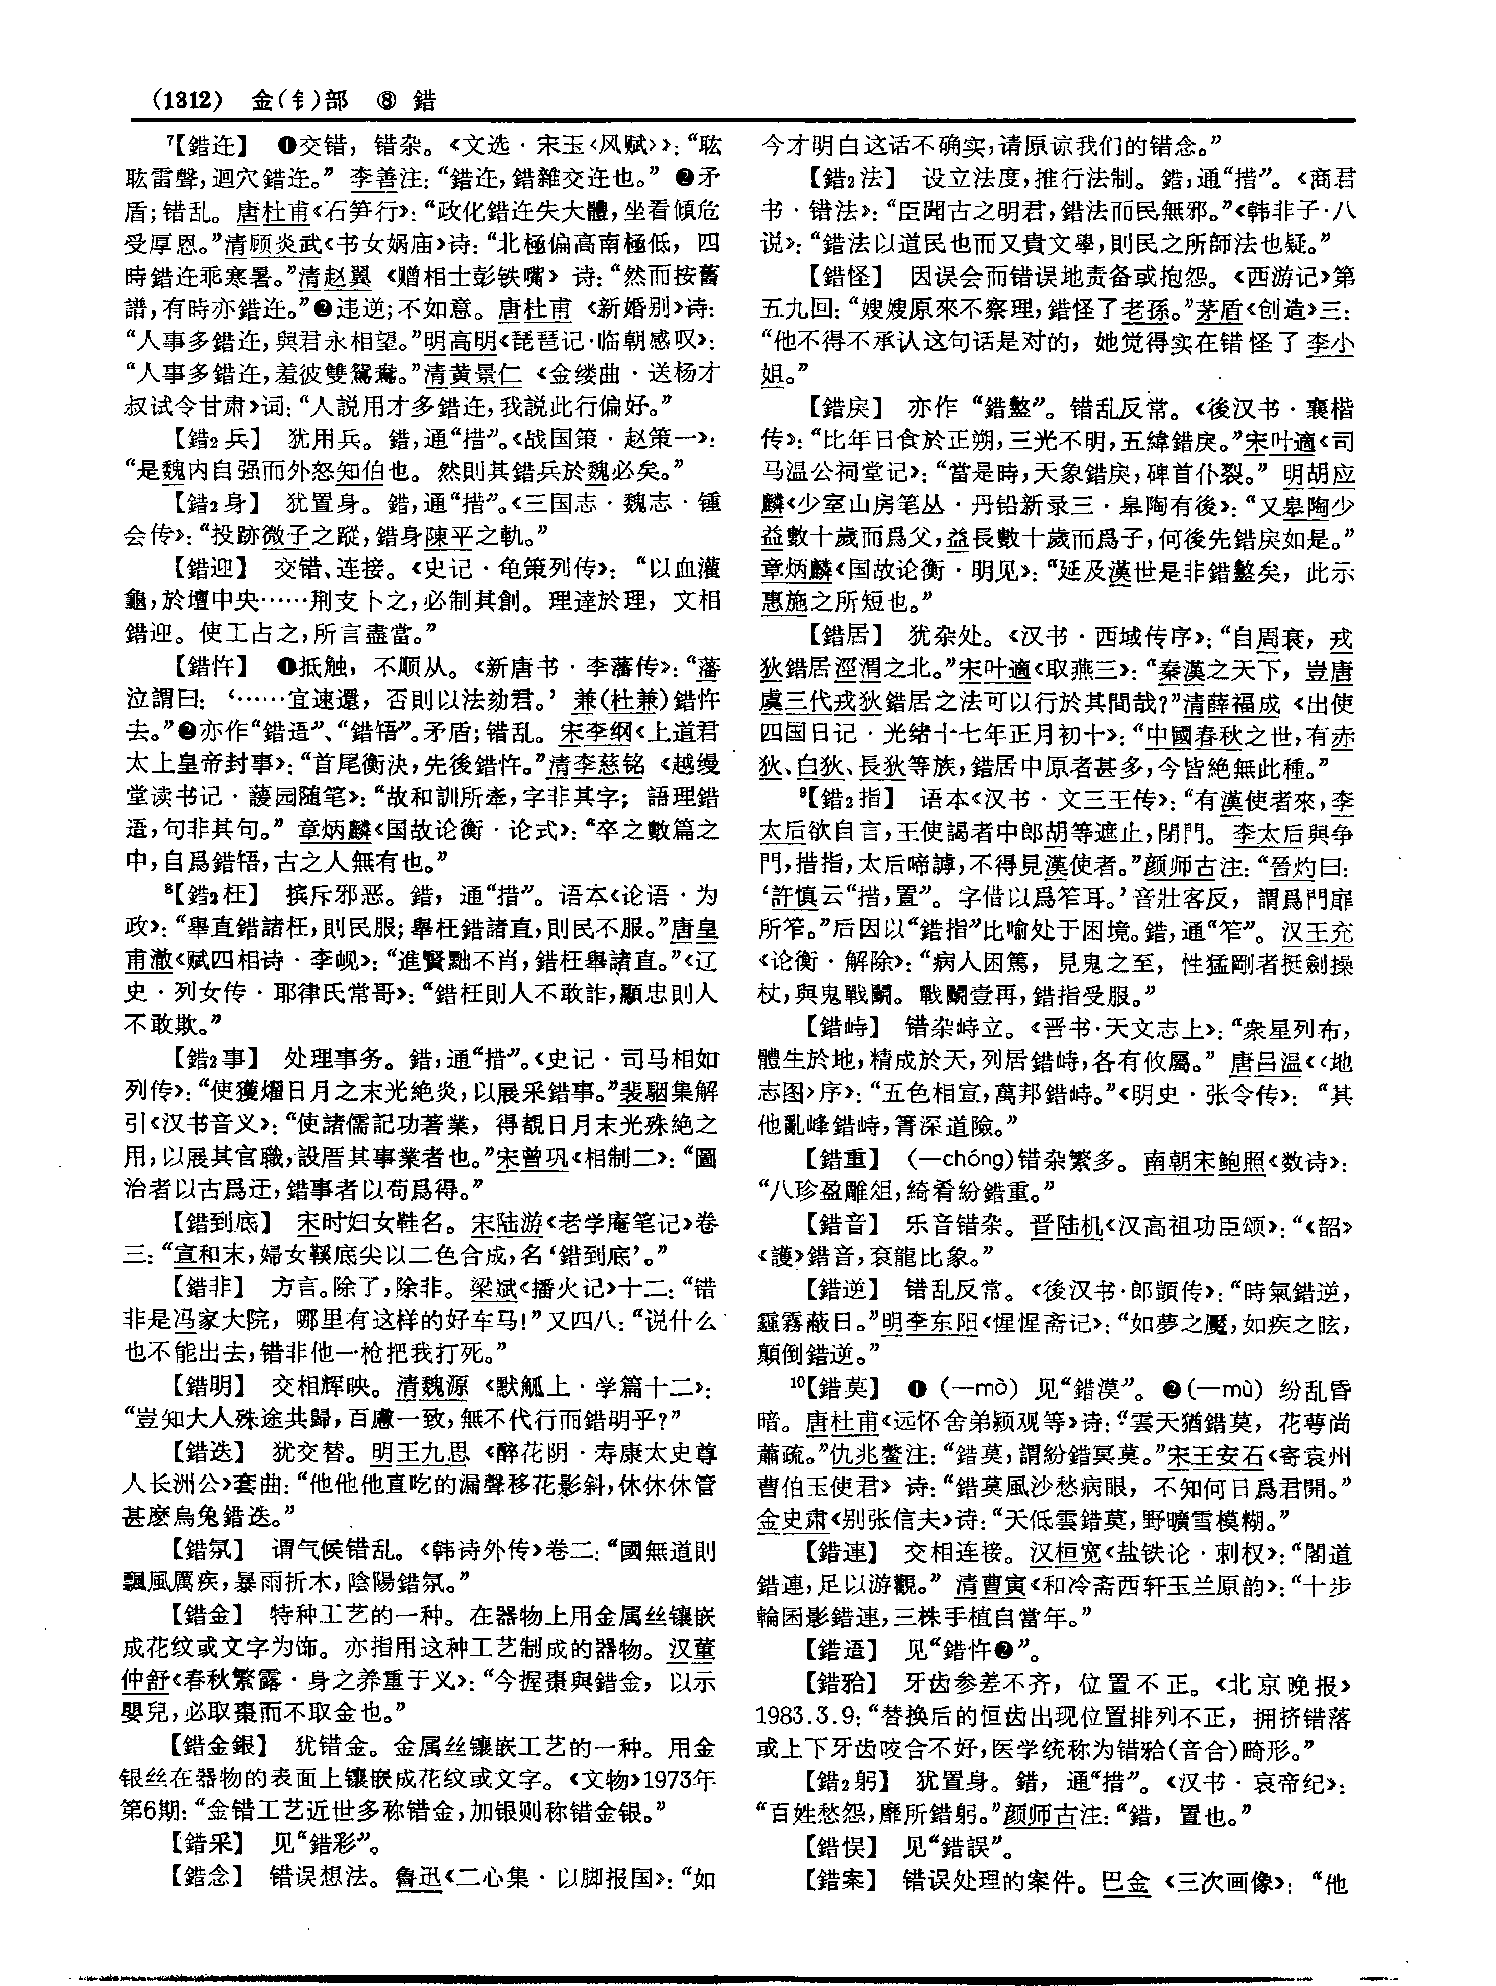 (1312) 金(钅)部 ⑧ 錯
⁷【錯迕】 ❶交错，错杂。《文选·宋玉〈风赋〉》：“耾
耾雷聲，迴穴錯迕。” 李善注：“錯迕，錯雜交迕也。” ❷矛
盾；错乱。唐杜甫《石笋行》：“政化錯迕失大體，坐看傾危
受厚恩。”清顾炎武《书女娲庙》诗：“北極偏高南極低，四
時錯迕乖寒暑。”清赵翼《赠相士彭铁嘴》诗：“然而按舊
譜，有時亦錯迕。”❷违逆；不如意。唐杜甫《新婚别》诗：
“人事多錯迕，與君永相望。”明高明《琵琶记·临朝感叹》：
“人事多錯迕，羞彼雙鴛鴦。”清黄景仁《金缕曲·送杨才
叔试令甘肃》词：“人説用才多錯迕，我説此行偏好。”
【錯₂兵】 犹用兵。錯，通“措”。《战国策·赵策一》：
“是魏内自强而外怒知伯也。然則其錯兵於魏必矣。”
【錯₂身】 犹置身。錯，通“措”。《三国志·魏志·锺
会传》：“投跡微子之蹤，錯身陳平之軌。”
【錯迎】 交错、连接。《史记·龟策列传》：“以血灌
龜，於壇中央……荆支卜之，必制其創。理達於理，文相
錯迎。使工占之，所言盡當。”
【錯忤】 ❶抵触，不顺从。《新唐书·李藩传》：“藩
泣謂曰：‘……宜速還，否則以法劾君。’兼(杜兼)錯忤
去。”❷亦作“錯逜”、“錯啎”。矛盾；错乱。宋李纲《上道君
太上皇帝封事》：“首尾衡決，先後錯忤。”清李慈铭《越缦
堂读书记·蘐园随笔》：“故和訓所牽，字非其字；語理錯
逜，句非其句。”章炳麟《国故论衡·论式》：“卒之數篇之
中，自爲錯啎，古之人無有也。”
⁸【錯₂枉】 摈斥邪恶。錯，通“措”。语本《论语·为
政》：“舉直錯諸枉，則民服；舉枉錯諸直，則民不服。”唐皇
甫澈《赋四相诗·李岘》：“進賢黜不肖，錯枉舉諸直。”《辽
史·列女传·耶律氏常哥》：“錯枉則人不敢詐，顯忠則人
不敢欺。”
【錯₂事】 处理事务。錯，通“措”。《史记·司马相如
列传》：“使獲燿日月之末光絶炎，以展采錯事。”裴駰集解
引《汉书音义》：“使諸儒記功著業，得覩日月末光殊絶之
用，以展其官職，設厝其事業者也。”宋曾巩《相制二》：“圖
治者以古爲迂，錯事者以苟爲得。”
【錯到底】 宋时妇女鞋名。宋陆游《老学庵笔记》卷
三：“宣和末，婦女鞵底尖以二色合成，名‘錯到底’。”
【錯非】 方言。除了，除非。梁斌《播火记》十二：“错
非是冯家大院，哪里有这样的好车马！”又四八：“说什么
也不能出去，错非他一枪把我打死。”
【錯明】 交相辉映。清魏源《默觚上·学篇十二》：
“豈知大人殊途共歸，百慮一致，無不代行而錯明乎？”
【錯迭】 犹交替。明王九思《醉花阴·寿康太史尊
人长洲公》套曲：“他他他直吃的漏聲移花影斜，休休休管
甚麽烏兔錯迭。”
【錯氛】 谓气候错乱。《韩诗外传》卷二：“國無道則
飄風厲疾，暴雨折木，陰陽錯氛。”
【錯金】 特种工艺的一种。在器物上用金属丝镶嵌
成花纹或文字为饰。亦指用这种工艺制成的器物。汉董
仲舒《春秋繁露·身之养重于义》：“今握棗與錯金，以示
嬰兒，必取棗而不取金也。”
【錯金銀】 犹错金。金属丝镶嵌工艺的一种。用金
银丝在器物的表面上镶嵌成花纹或文字。《文物》1973年
第6期：“金错工艺近世多称错金，加银则称错金银。”
【錯采】 见“錯彩”。
【錯念】 错误想法。鲁迅《二心集·以脚报国》：“如
今才明白这话不确实，请原谅我们的错念。”
【錯₂法】 设立法度，推行法制。錯，通“措”。《商君
书·错法》：“臣聞古之明君，錯法而民無邪。”《韩非子·八
说》：“錯法以道民也而又貴文學，則民之所師法也疑。”
【錯怪】 因误会而错误地责备或抱怨。《西游记》第
五九回：“嫂嫂原來不察理，錯怪了老孫。”茅盾《创造》三：
“他不得不承认这句话是对的，她觉得实在错怪了李小
姐。”
【錯戾】 亦作“錯盭”。错乱反常。《後汉书·襄楷
传》：“比年日食於正朔，三光不明，五緯錯戾。”宋叶適《司
马温公祠堂记》：“當是時，天象錯戾，碑首仆裂。”明胡应
麟《少室山房笔丛·丹铅新录三·皋陶有後》：“又皋陶少
益數十歲而爲父，益長數十歲而爲子，何後先錯戾如是。”
章炳麟《国故论衡·明见》：“延及漢世是非錯盭矣，此示
惠施之所短也。”
【錯居】 犹杂处。《汉书·西域传序》：“自周衰，戎
狄錯居涇渭之北。”宋叶適《取燕三》：“秦漢之天下，豈唐
虞三代戎狄錯居之法可以行於其間哉？”清薛福成《出使
四国日记·光绪十七年正月初十》：“中國春秋之世，有赤
狄、白狄、長狄等族，錯居中原者甚多，今皆絶無此種。”
⁹【錯₂指】 语本《汉书·文三王传》：“有漢使者來，李
太后欲自言，王使謁者中郎胡等遮止，閉門。李太后與争
門，措指，太后啼謼，不得見漢使者。”颜师古注：“晉灼曰：
‘許慎云“措，置”。字借以爲笮耳。’音壯客反，謂爲門扉
所笮。”后因以“錯指”比喻处于困境。錯，通“笮”。汉王充
《论衡·解除》：“病人困篤，見鬼之至，性猛剛者挺劍操
杖，與鬼戰鬭。戰鬭壹再，錯指受服。”
【錯峙】 错杂峙立。《晋书·天文志上》：“衆星列布，
體生於地，精成於天，列居錯峙，各有攸屬。”唐吕温《〈地
志图〉序》：“五色相宣，萬邦錯峙。”《明史·张令传》：“其
他亂峰錯峙，箐深道險。”
【錯重】 (—chóng)错杂繁多。南朝宋鲍照《数诗》：
“八珍盈雕俎，綺肴紛錯重。”
【錯音】 乐音错杂。晋陆机《汉高祖功臣颂》：“《韶》
《護》錯音，衮龍比象。”
【錯逆】 错乱反常。《後汉书·郎顗传》：“時氣錯逆，
霾霧蔽日。”明李东阳《惺惺斋记》：“如夢之魘，如疾之眩，
顛倒錯逆。”
¹⁰【錯莫】 ❶ (—mò) 见“錯漠”。❷(—mù) 纷乱昏
暗。唐杜甫《远怀舍弟颖观等》诗：“雲天猶錯莫，花萼尚
蕭疏。”仇兆鳌注：“錯莫，謂紛錯冥莫。”宋王安石《寄袁州
曹伯玉使君》诗：“錯莫風沙愁病眼，不知何日爲君開。”
金史肃《别张信夫》诗：“天低雲錯莫，野曠雪模糊。”
【錯連】 交相连接。汉桓宽《盐铁论·刺权》：“閣道
錯連，足以游觀。”清曹寅《和冷斋西轩玉兰原韵》：“十步
輪囷影錯連，三株手植自當年。”
【錯逜】 见“錯忤❷”。
【錯𬌗】 牙齿参差不齐，位置不正。《北京晚报》
1983.3.9：“替换后的恒齿出现位置排列不正，拥挤错落
或上下牙齿咬合不好，医学统称为错𬌗(音合)畸形。”
【錯₂躬】 犹置身。錯，通“措”。《汉书·哀帝纪》：
“百姓愁怨，靡所錯躬。”颜师古注：“錯，置也。”
【錯悮】 见“錯誤”。
【錯案】 错误处理的案件。巴金《三次画像》：“他